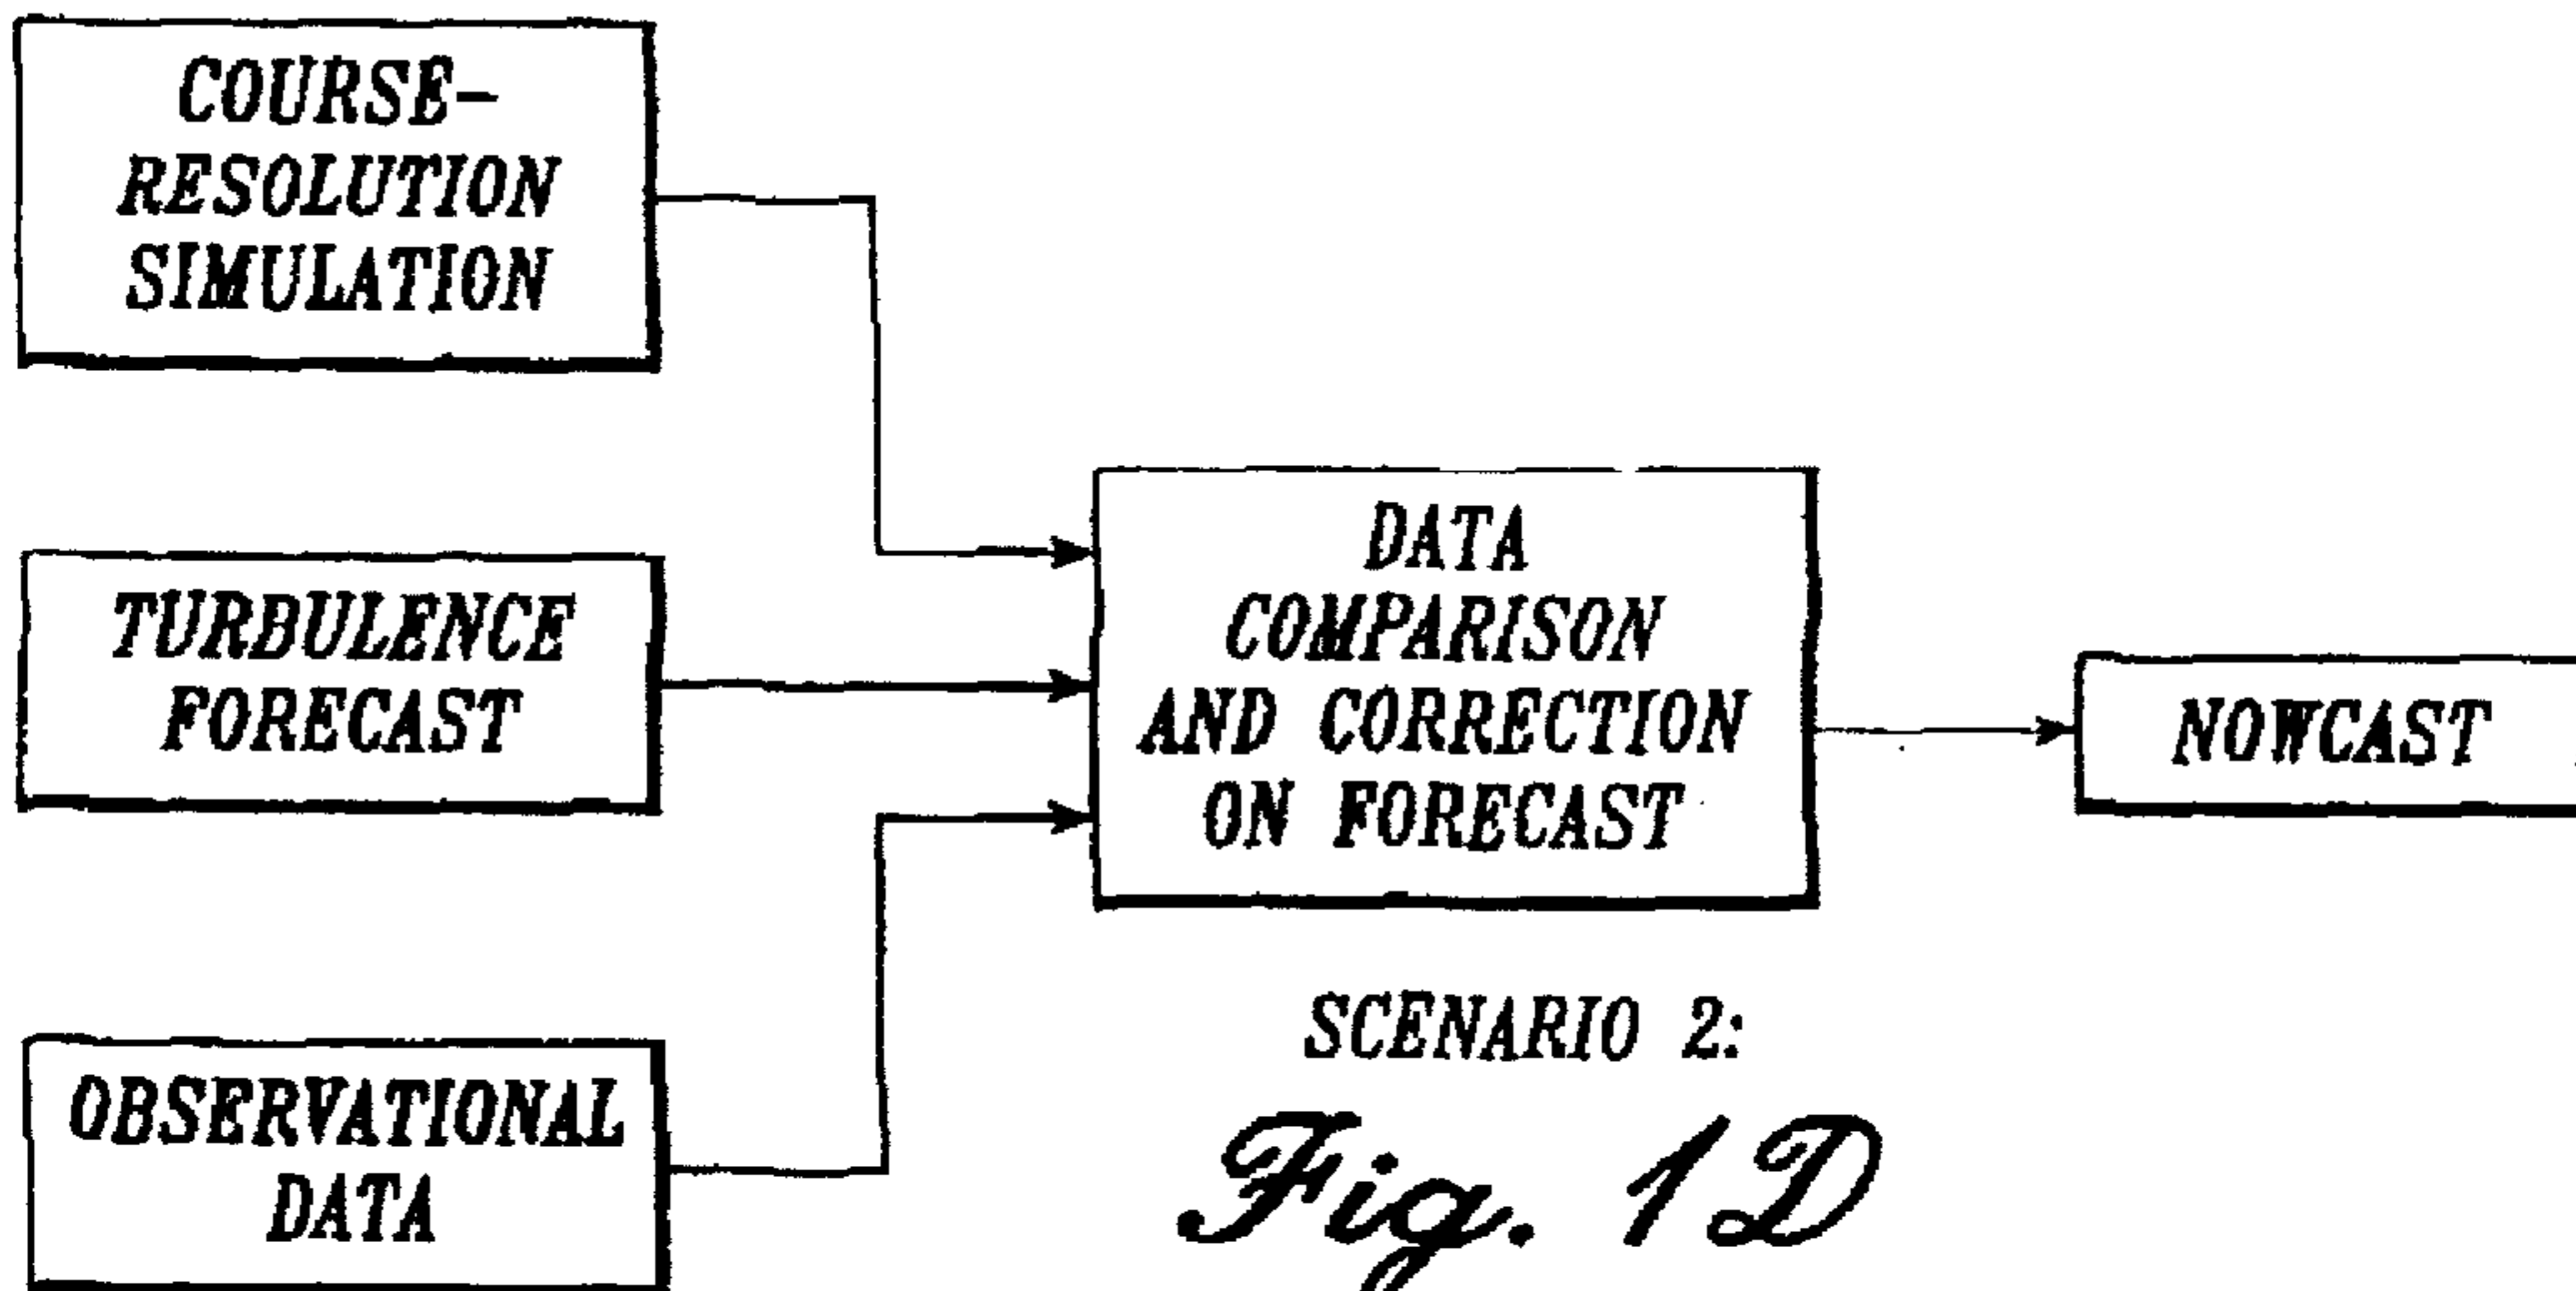 COURSE-
RESOLUTION
SIMULATION
TURBULENCE
FORECAST
OBSERVATIONAL
DATA
DATA
COMPARISON
AND CORRECTION
ON FORECAST
NOWCAST
SCENARIO 2:
Fig. 1D